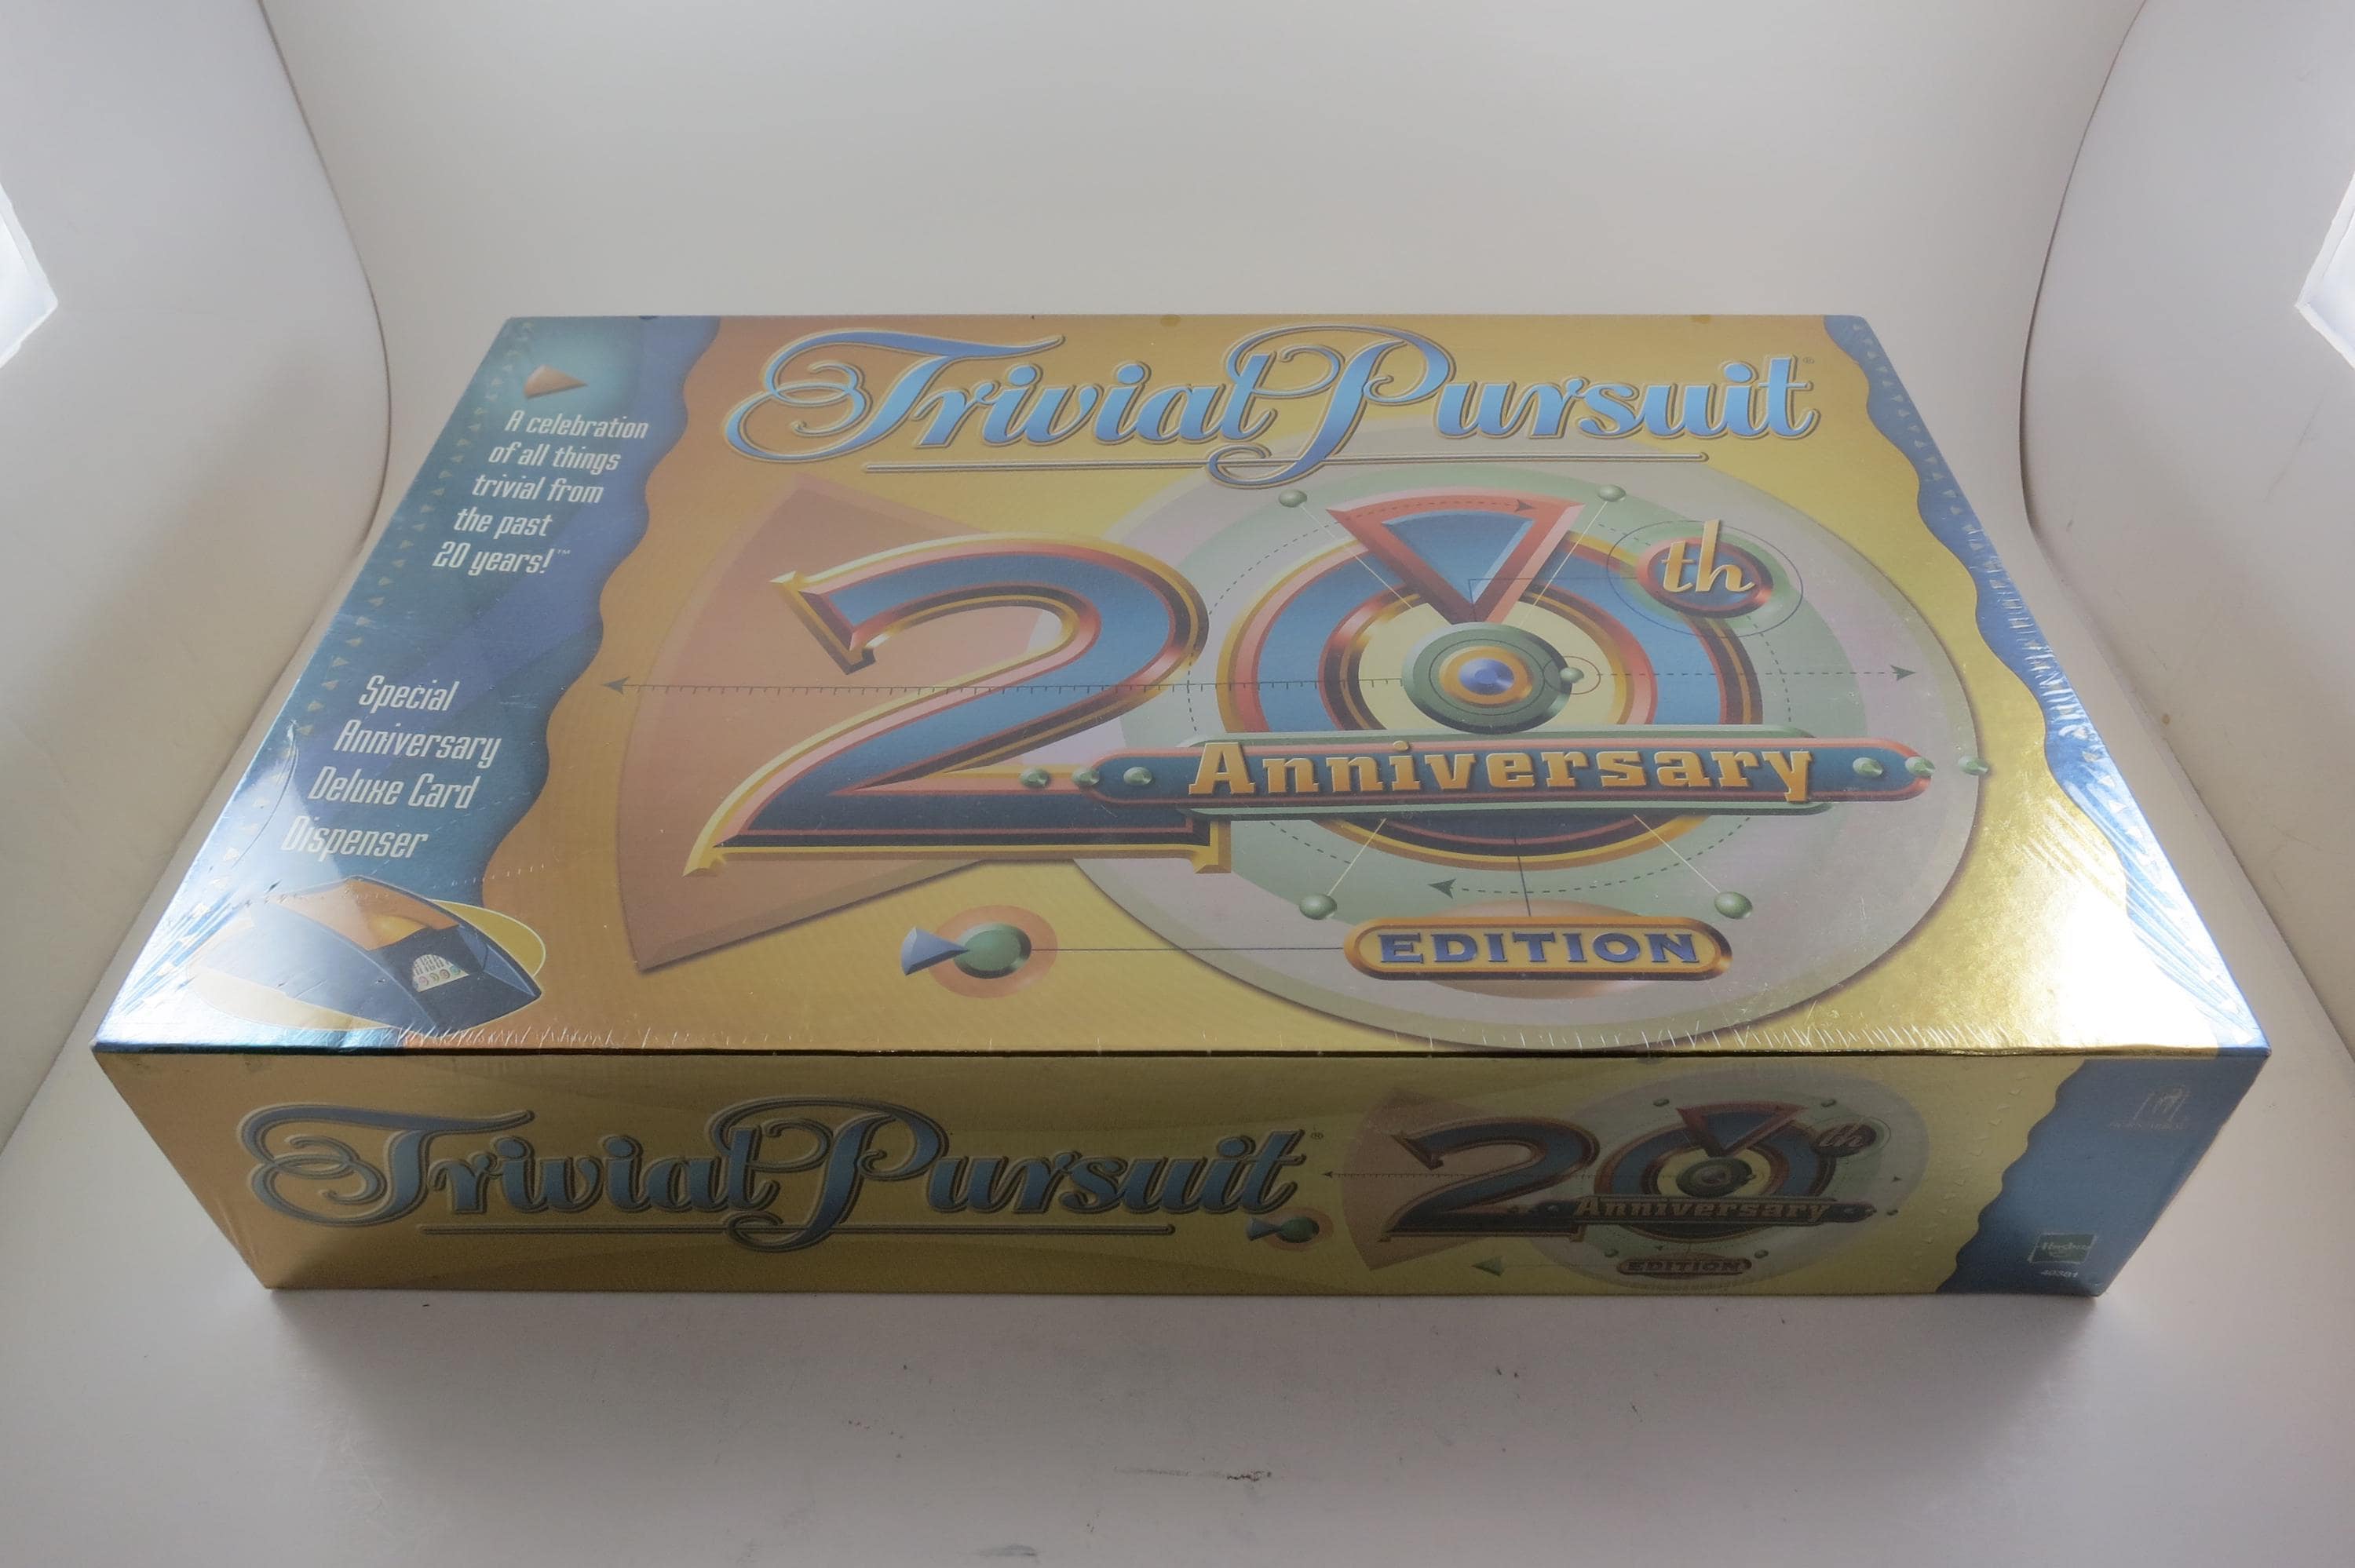 Trivial Pursuit®
A celebration
of all things
trivial from
the past
20 years!™
20th
Anniversary
EDITION
Special
Anniversary
Deluxe Card
Dispenser
Trivial Pursuit®
20th
Anniversary
EDITION
Hasbro